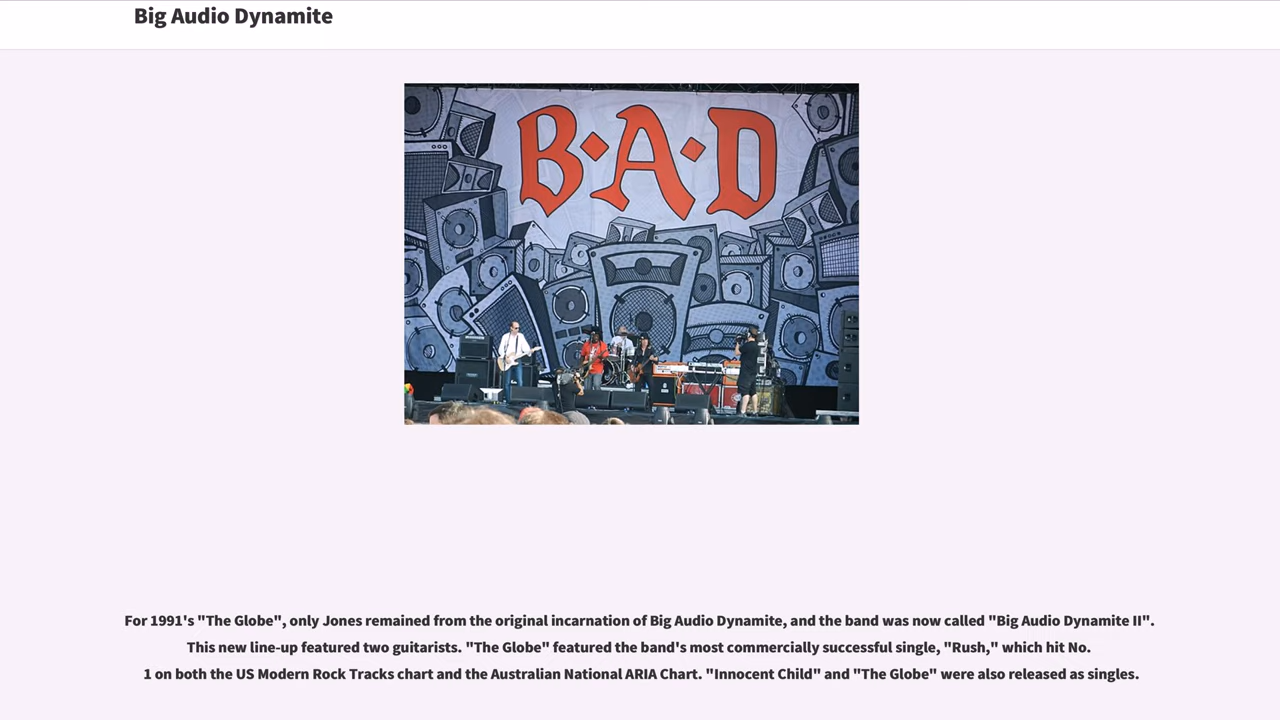 Big Audio Dynamite
B·A·D
For 1991's "The Globe", only Jones remained from the original incarnation of Big Audio Dynamite, and the band was now called "Big Audio Dynamite II".
This new line-up featured two guitarists. "The Globe" featured the band's most commercially successful single, "Rush," which hit No.
1 on both the US Modern Rock Tracks chart and the Australian National ARIA Chart. "Innocent Child" and "The Globe" were also released as singles.